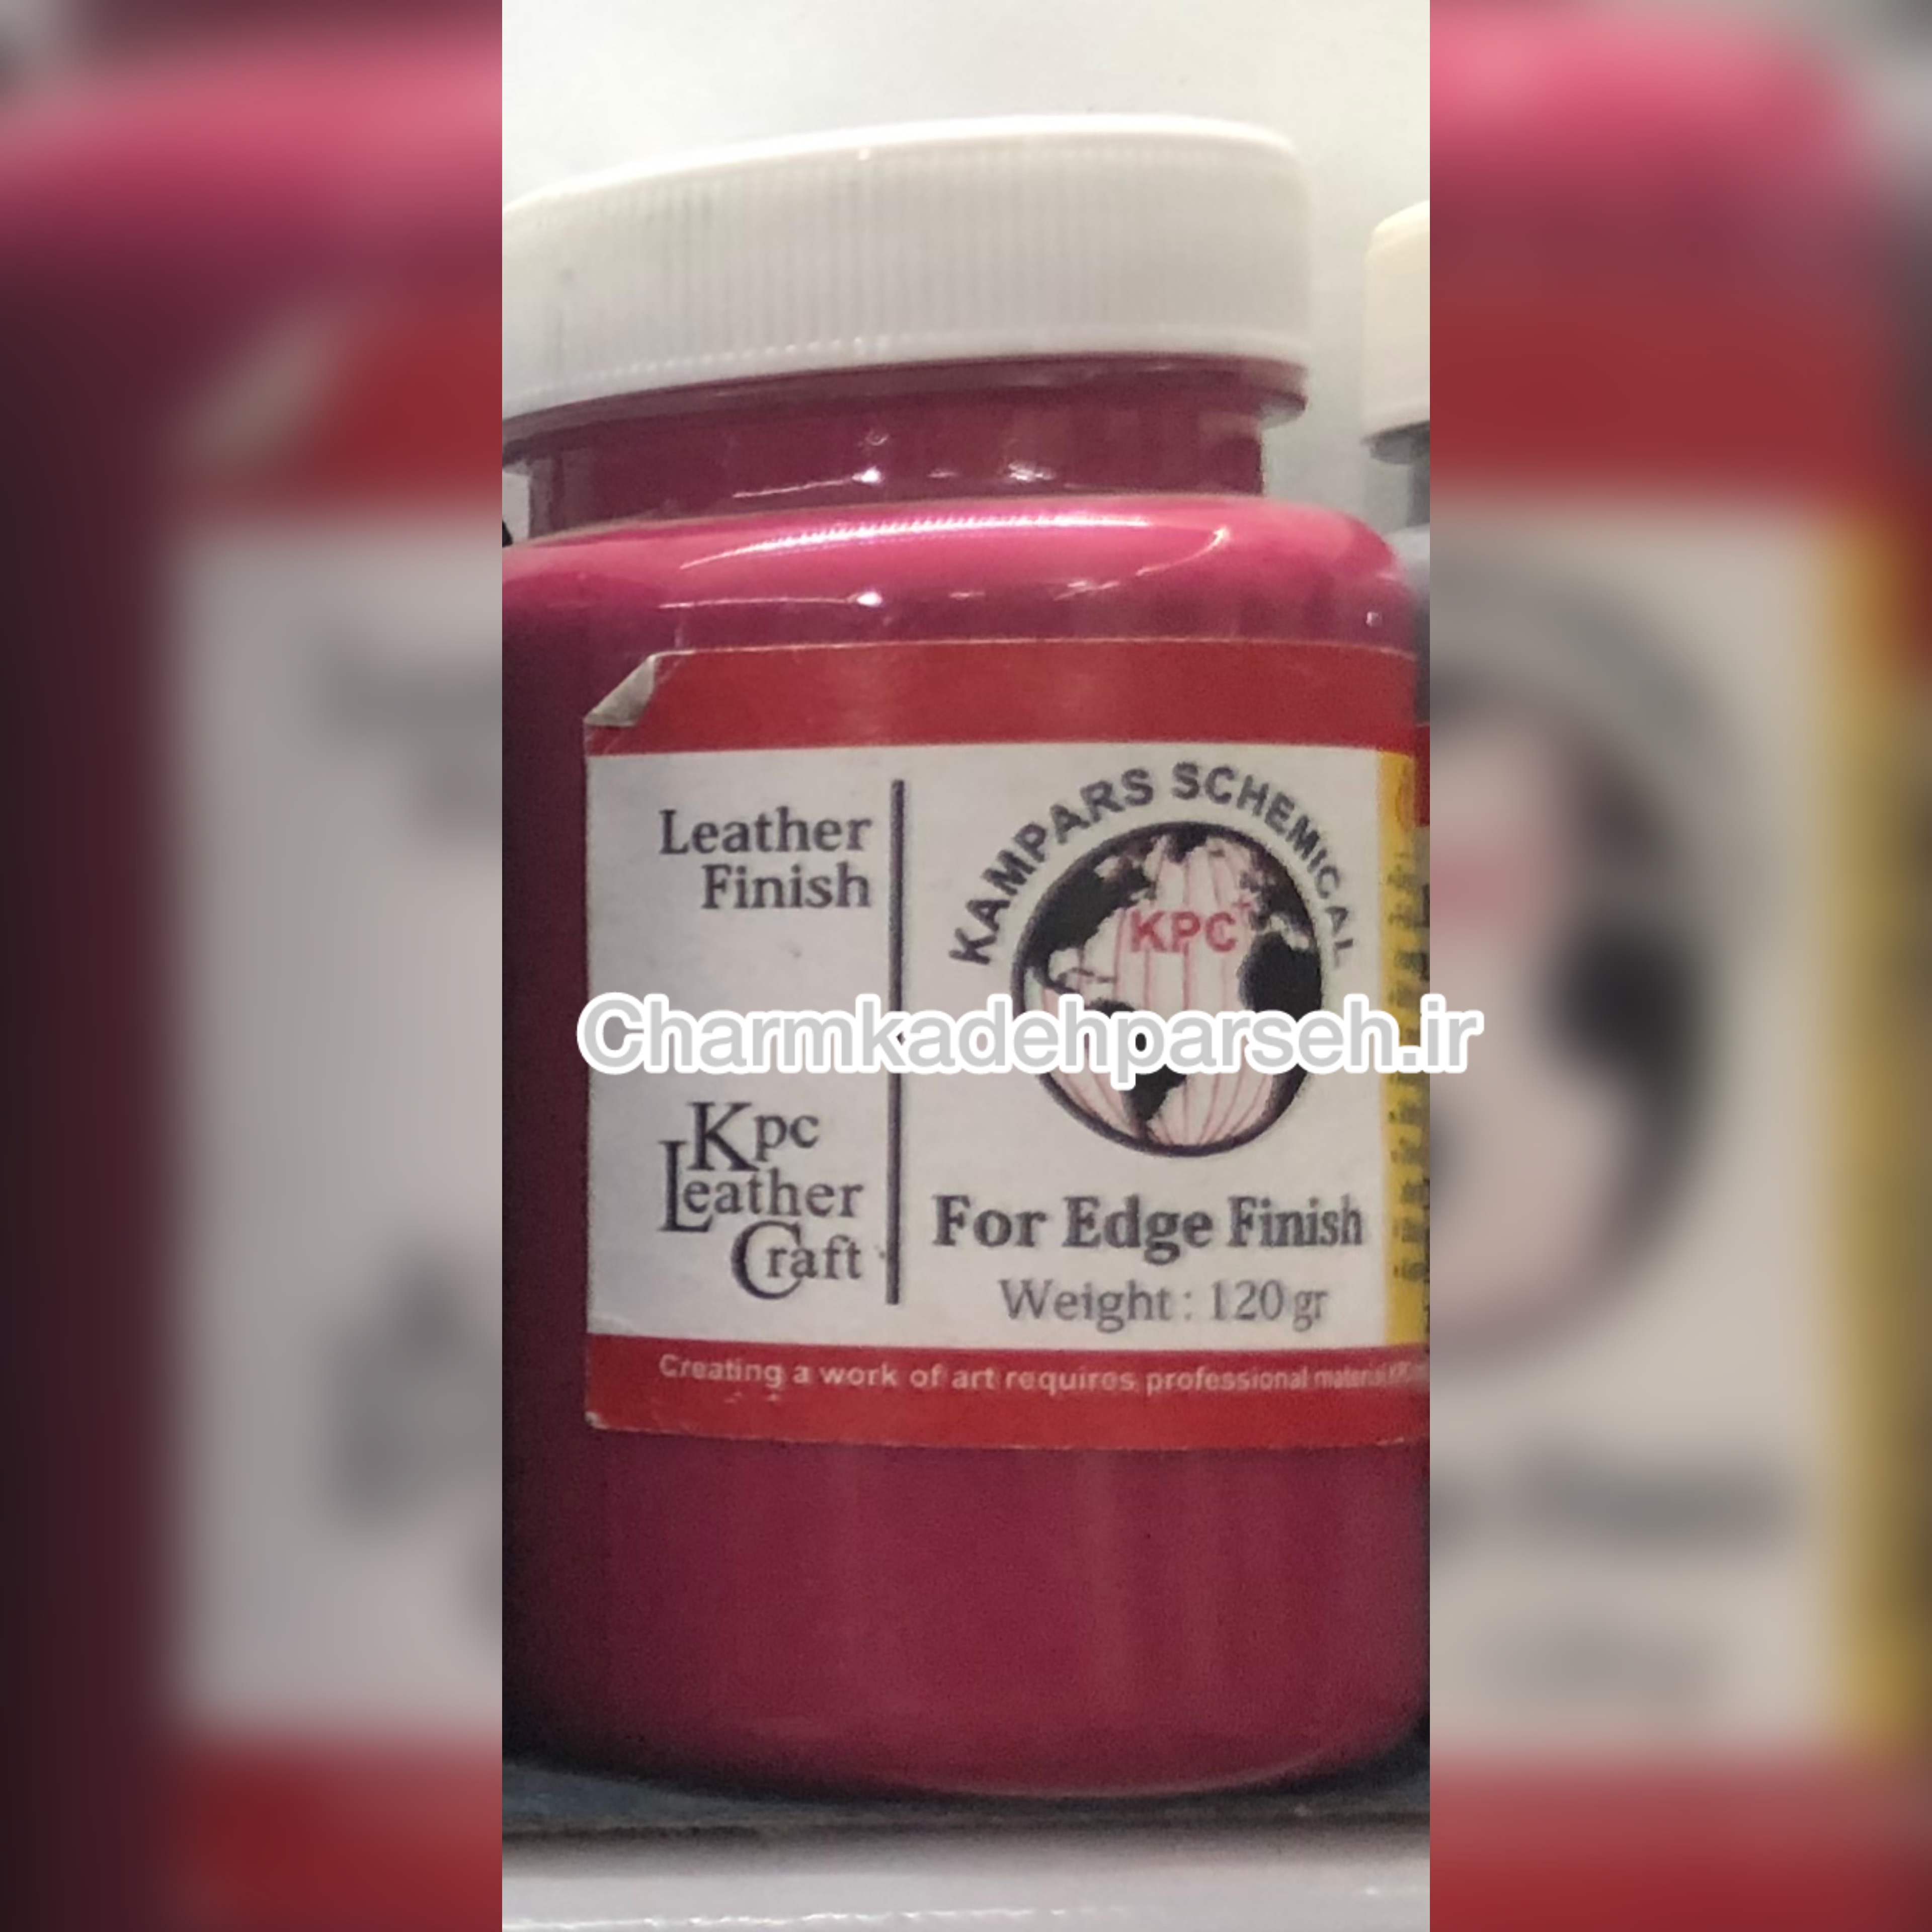 Leather
Finish
KAMPARS SCHEMICAL
KPC+
Charmkadehparseh.ir
Kpc
Leather
Craft
For Edge Finish
Weight : 120 gr
Creating a work of art requires professional material KPC